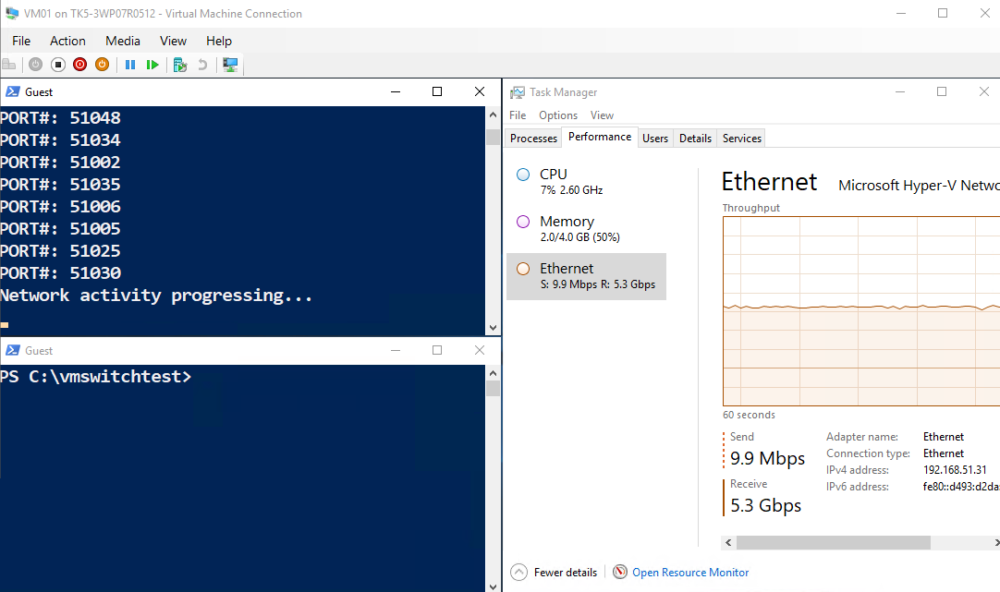 VM01 on TK5-3WP07R0512 - Virtual Machine Connection
File Action Media View Help
Guest
PORT#: 51048
PORT#: 51034
PORT#: 51002
PORT#: 51035
PORT#: 51006
PORT#: 51005
PORT#: 51025
PORT#: 51030
Network activity progressing...
Guest
PS C:\vmswitchtest>
Task Manager
File Options View
Processes Performance Users Details Services
CPU
7% 2.60 GHz
Memory
2.0/4.0 GB (50%)
Ethernet
S: 9.9 Mbps R: 5.3 Gbps
Ethernet Microsoft Hyper-V Netwo
Throughput
60 seconds
Send
9.9 Mbps
Receive
5.3 Gbps
Adapter name: Ethernet
Connection type: Ethernet
IPv4 address: 192.168.51.31
IPv6 address: fe80::d493:d2da
Fewer details Open Resource Monitor